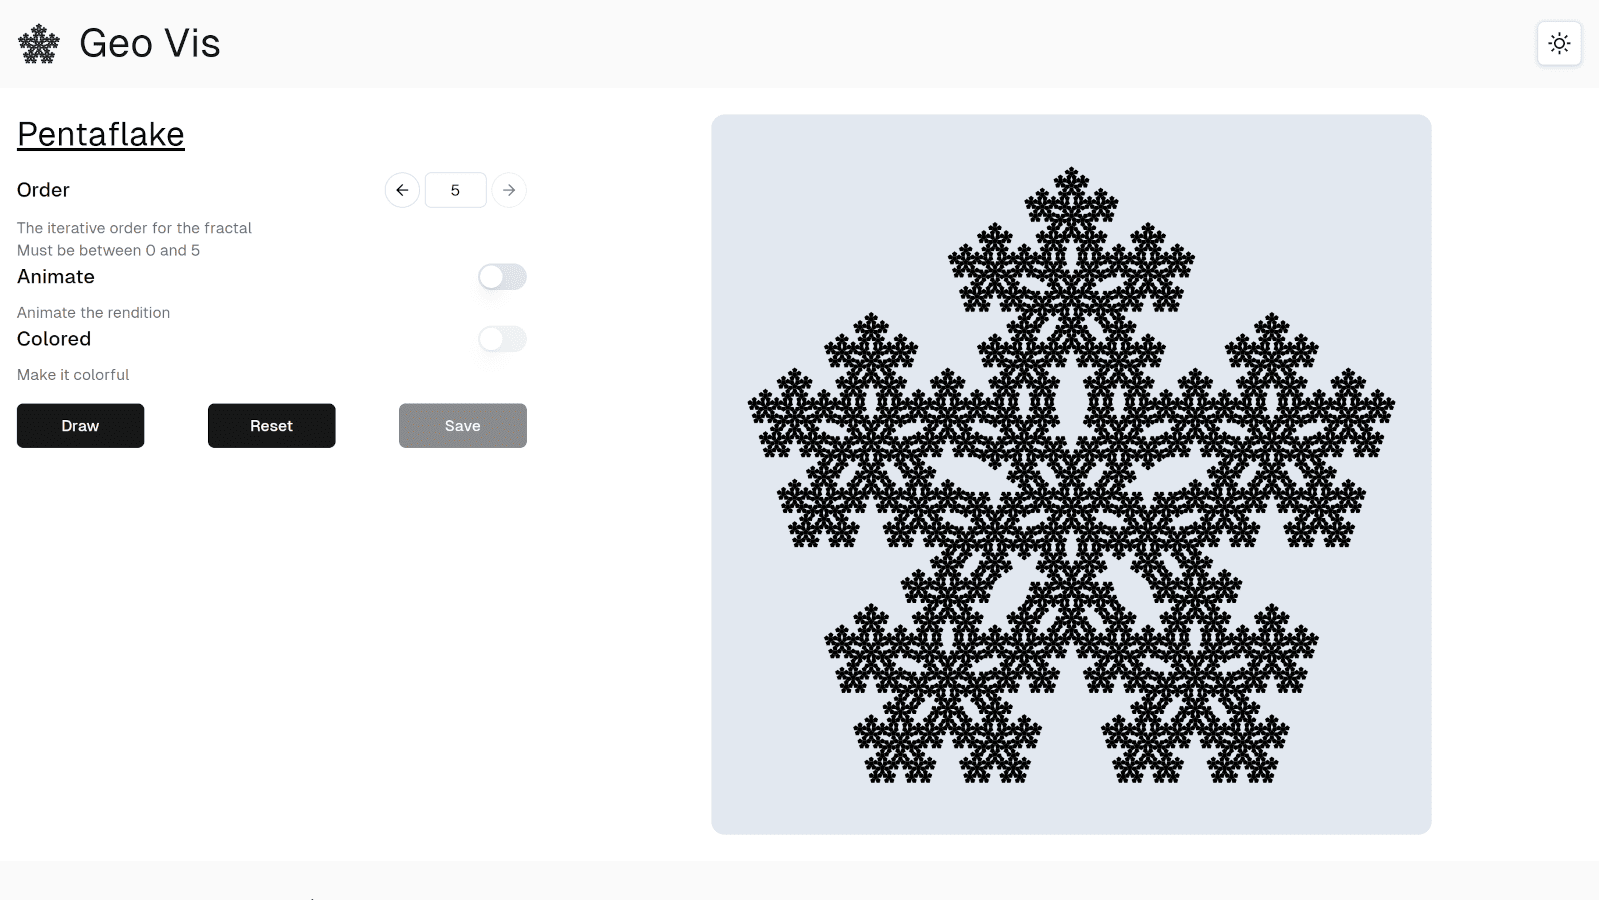 Geo Vis
Pentaflake
Order
5
The iterative order for the fractal
Must be between 0 and 5
Animate
Animate the rendition
Colored
Make it colorful
Draw
Reset
Save